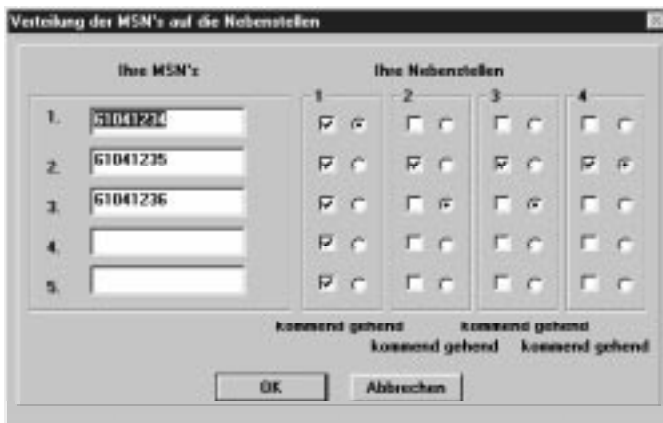 Verteilung der MSN's auf die Nebenstellen
Ihre MSN's Ihre Nebenstellen
1 2 3 4
1. 61041234
2. 61041235
3. 61041236
4.
5.
kommend gehend kommend gehend
kommend gehend kommend gehend
OK Abbrechen